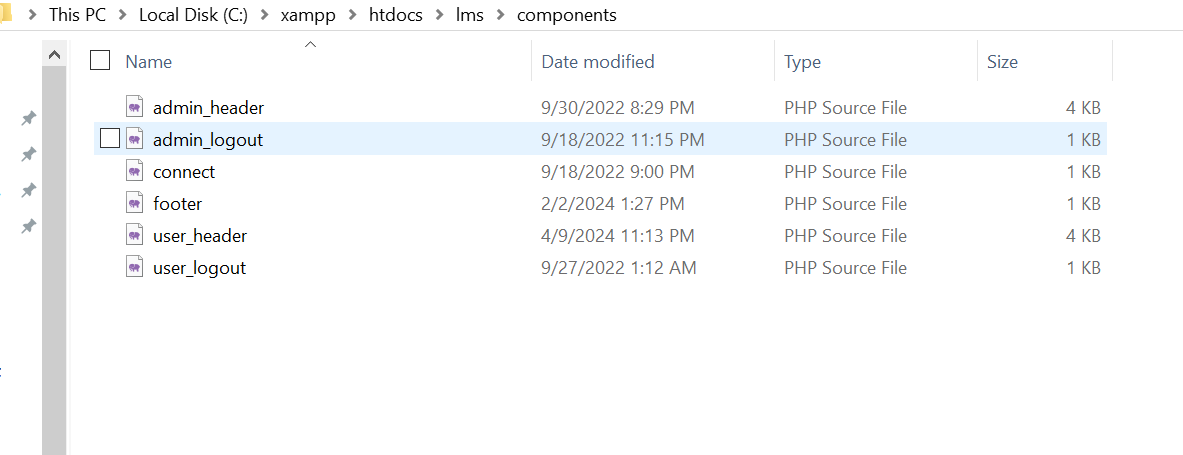 This PC > Local Disk (C:) > xampp > htdocs > lms > components
Name Date modified Type Size
admin_header 9/30/2022 8:29 PM PHP Source File 4 KB
admin_logout 9/18/2022 11:15 PM PHP Source File 1 KB
connect 9/18/2022 9:00 PM PHP Source File 1 KB
footer 2/2/2024 1:27 PM PHP Source File 1 KB
user_header 4/9/2024 11:13 PM PHP Source File 4 KB
user_logout 9/27/2022 1:12 AM PHP Source File 1 KB